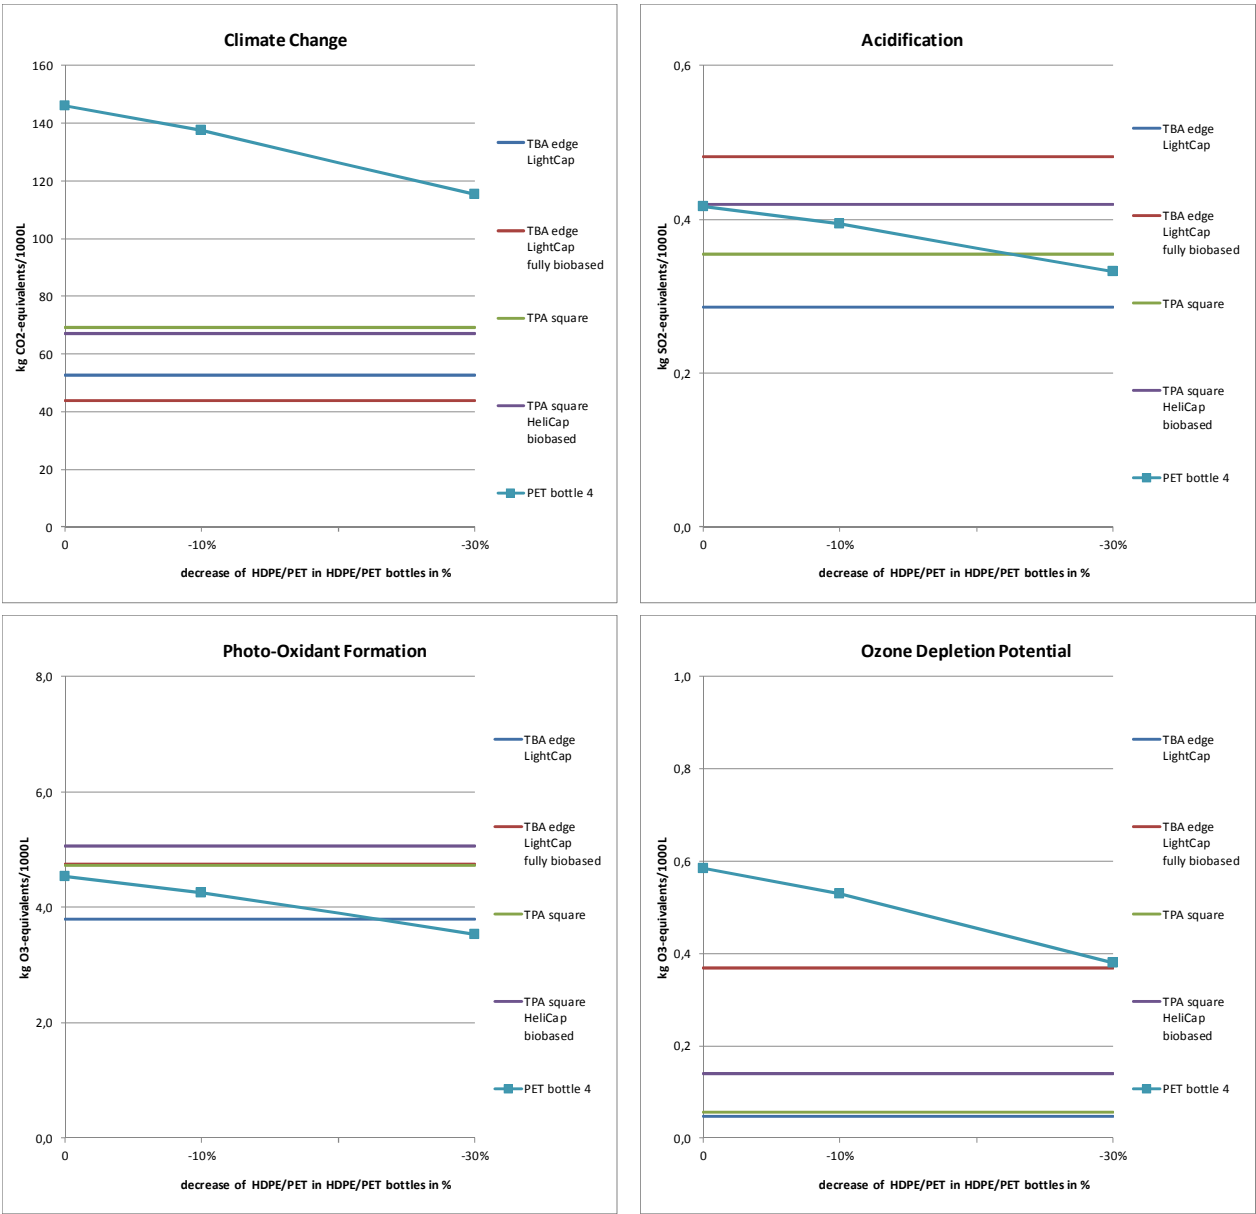 Climate Change
kg CO2-equivalents/1000L
160
140
120
100
80
60
40
20
0
0
-10%
-30%
decrease of HDPE/PET in HDPE/PET bottles in %
TBA edge
LightCap
TBA edge
LightCap
fully biobased
TPA square
TPA square
HeliCap
biobased
PET bottle 4
Acidification
kg SO2-equivalents/1000L
0,6
0,4
0,2
0,0
0
-10%
-30%
decrease of HDPE/PET in HDPE/PET bottles in %
TBA edge
LightCap
TBA edge
LightCap
fully biobased
TPA square
TPA square
HeliCap
biobased
PET bottle 4
Photo-Oxidant Formation
kg O3-equivalents/1000L
8,0
6,0
4,0
2,0
0,0
0
-10%
-30%
decrease of HDPE/PET in HDPE/PET bottles in %
TBA edge
LightCap
TBA edge
LightCap
fully biobased
TPA square
TPA square
HeliCap
biobased
PET bottle 4
Ozone Depletion Potential
kg O3-equivalents/1000L
1,0
0,8
0,6
0,4
0,2
0,0
0
-10%
-30%
decrease of HDPE/PET in HDPE/PET bottles in %
TBA edge
LightCap
TBA edge
LightCap
fully biobased
TPA square
TPA square
HeliCap
biobased
PET bottle 4